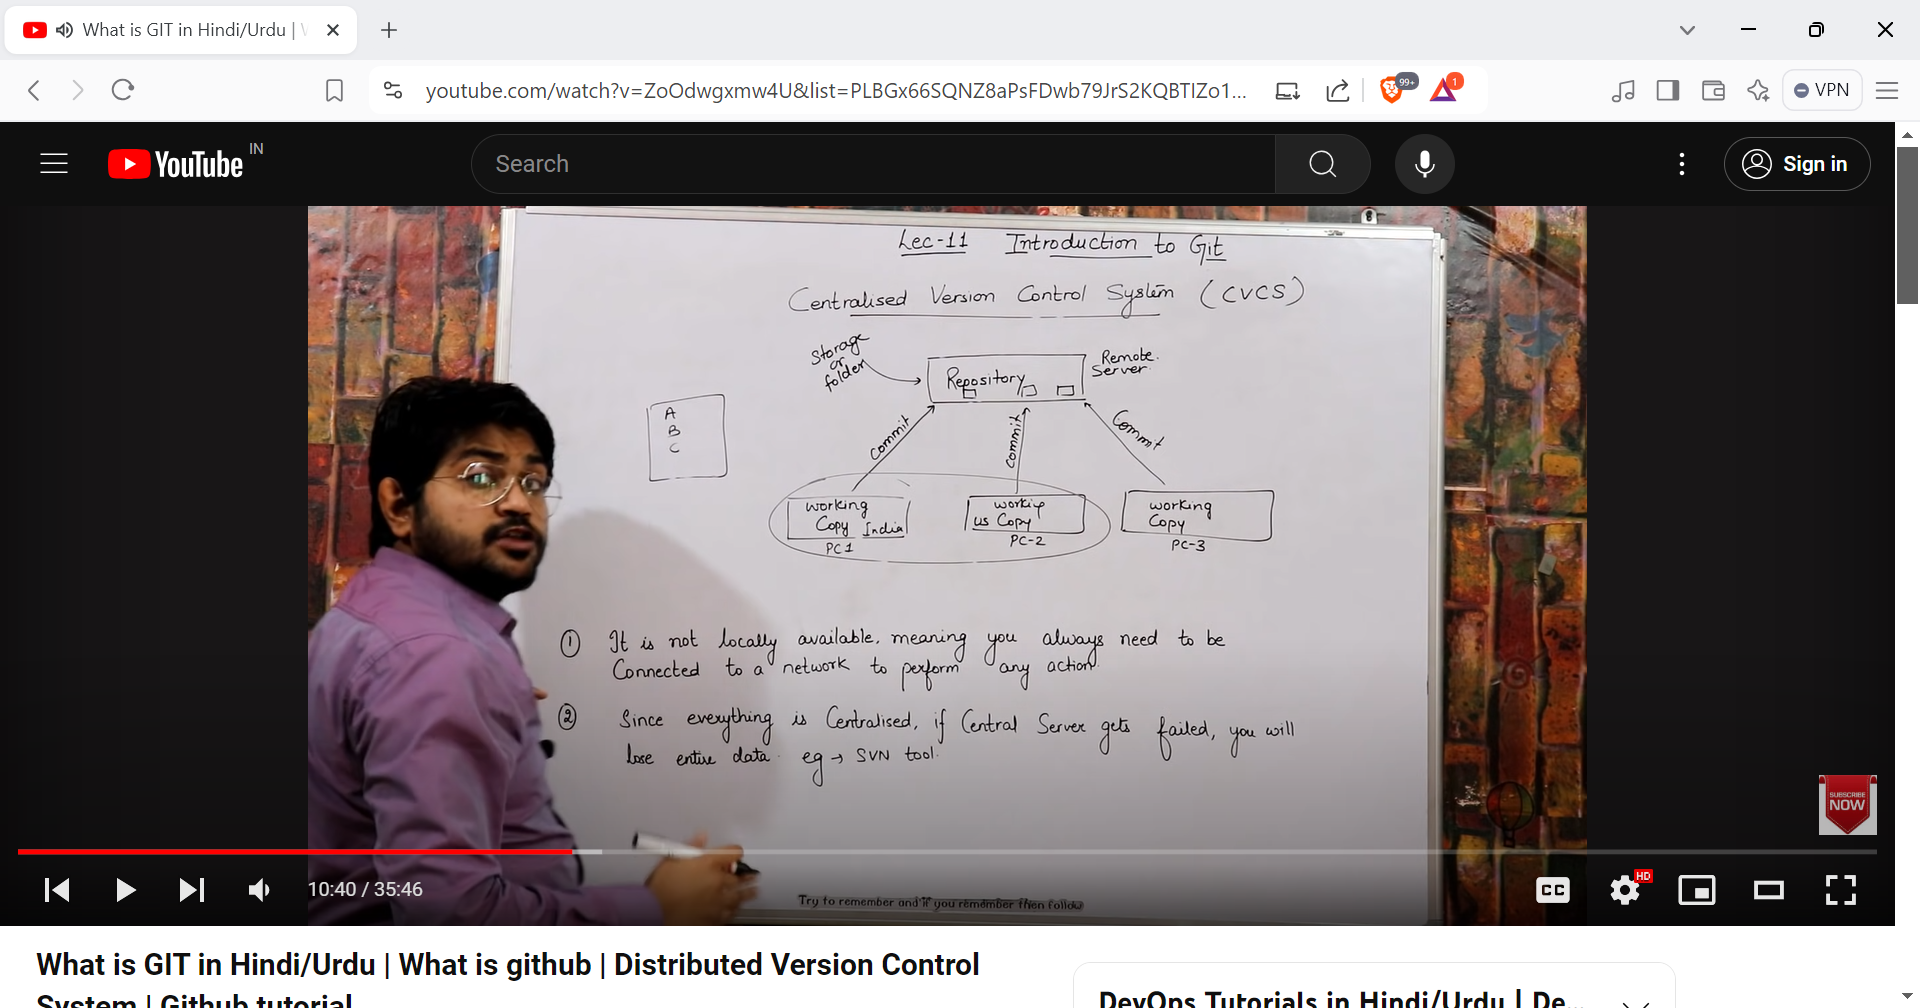 What is GIT in Hindi/Urdu |
youtube.com/watch?v=ZoOdwgxmw4U&list=PLBGx66SQNZ8aPsFDwb79JrS2KQBTIZo1...
99+
1
VPN
YouTube IN
Search
Sign in
Lec-11 Introduction to Git
Centralised Version Control System (CVCS)
Storage
or
folder
Repository
Remote
Server
A
B
C
Commit
Commit
Commit
working
Copy India
PC1
workig
us Copy
PC-2
working
Copy
PC-3
① It is not locally available, meaning you always need to be
Connected to a network to perform any action.
② Since everything is Centralised, if Central Server gets failed, you will
lose entire data. eg → SVN tool.
SUBSCRIBE
NOW
10:40 / 35:46
CC
HD
Try to remember and if you remember then follow
What is GIT in Hindi/Urdu | What is github | Distributed Version Control
System | Github tutorial
DevOps Tutorials in Hindi/Urdu | De...